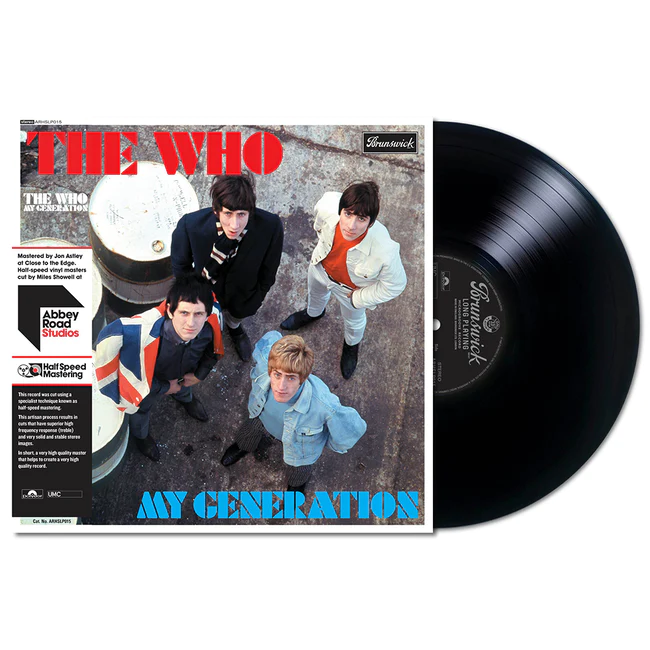 stereo ARHSLP015
THE WHO
Brunswick
THE WHO
MY GENERATION
Mastered by Jon Astley
at Close to the Edge.
Half-speed vinyl masters
cut by Miles Showell at
Abbey
Road
Studios
Half Speed
Mastering
This record was cut using a
specialist technique known as
half-speed mastering.
This artisan process results in
cuts that have superior high
frequency response (treble)
and very solid and stable stereo
images.
In short, a very high quality master
that helps to create a very high
quality record.
Polydor
UMC
Cat. No. ARHSLP015
MY GENERATION
Brunswick
LONG PLAYING
STEREO